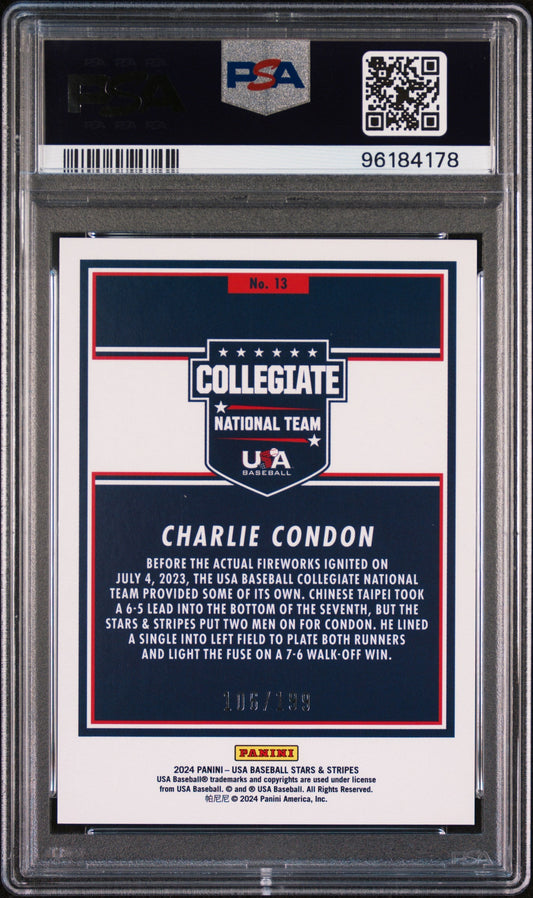 PSA
PSA
96184178
No. 13
COLLEGIATE
NATIONAL TEAM
USA
BASEBALL
CHARLIE CONDON
BEFORE THE ACTUAL FIREWORKS IGNITED ON
JULY 4, 2023, THE USA BASEBALL COLLEGIATE NATIONAL
TEAM PROVIDED SOME OF ITS OWN. CHINESE TAIPEI TOOK
A 6-5 LEAD INTO THE BOTTOM OF THE SEVENTH, BUT THE
STARS & STRIPES PUT TWO MEN ON FOR CONDON. HE LINED
A SINGLE INTO LEFT FIELD TO PLATE BOTH RUNNERS
AND LIGHT THE FUSE ON A 7-6 WALK-OFF WIN.
106/199
PANINI
2024 PANINI – USA BASEBALL STARS & STRIPES
USA Baseball® trademarks and copyrights are used under license
from USA Baseball. © and ® USA Baseball. All Rights Reserved.
帕尼尼 © 2024 Panini America, Inc.